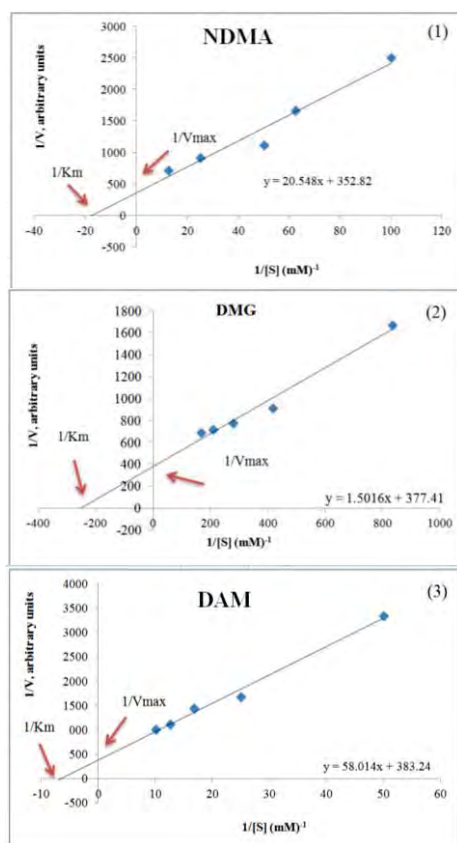 NDMA
(1)
1/V, arbitrary units
3000
2500
2000
1500
1000
500
0
-500
1/Vmax
1/Km
y = 20.548x + 352.82
-40 -20 0 20 40 60 80 100 120
1/[S] (mM)-1
DMG
(2)
1/V, arbitrary units
1800
1600
1400
1200
1000
800
600
400
200
0
-200
1/Km
1/Vmax
y = 1.5016x + 377.41
-400 -200 0 200 400 600 800 1000
1/[S] (mM)-1
DAM
(3)
1/V, arbitrary units
4000
3500
3000
2500
2000
1500
000
500
0
-500
1/Vmax
1/Km
y = 58.014x + 383.24
-10 0 10 20 30 40 50 60
1/[S] (mM)-1